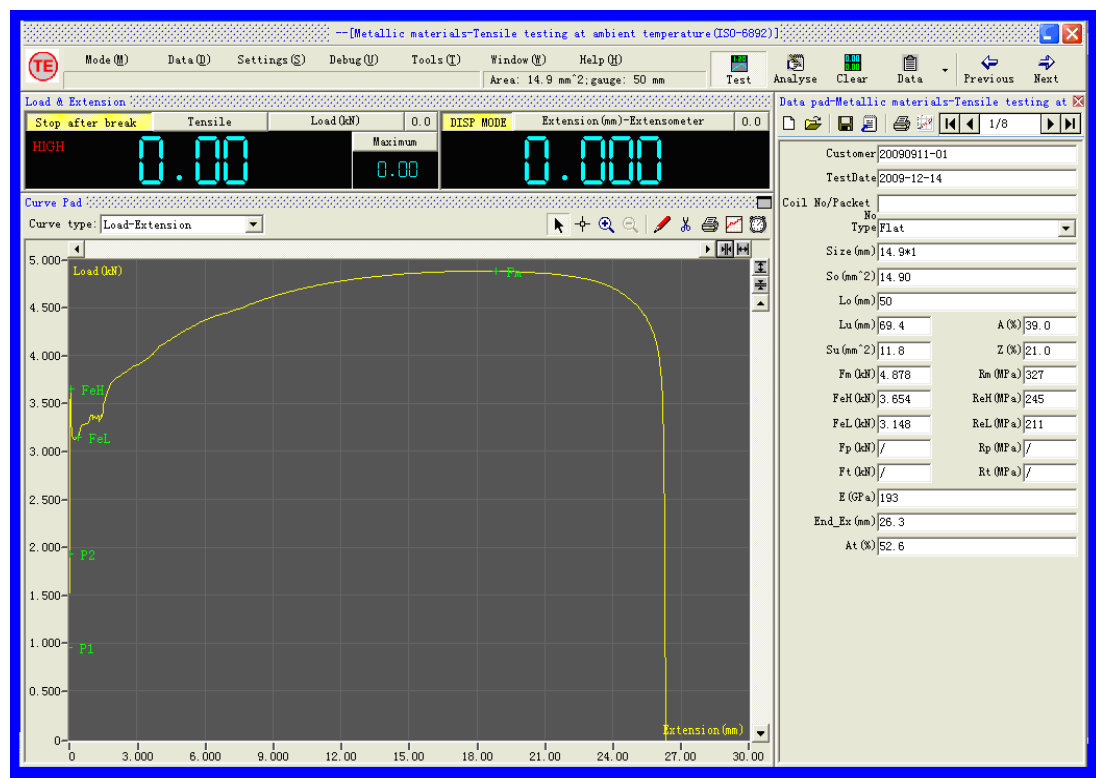 --[Metallic materials-Tensile testing at ambient temperature(ISO-6892)]
TE
Mode(M) Data(D) Settings(S) Debug(U) Tools(T) Window(W) Help(H)
Area: 14.9 mm^2;gauge: 50 mm
Test Analyse Clear Data Previous Next
Load & Extension
Stop after break Tensile Load(kN) 0.0 DISP MODE Extension(mm)-Extensometer 0.0
HIGH 0.00 Maximum 0.00 0.000
Curve Pad
Curve type: Load-Extension
Load(kN)
5.000
4.500
4.000
3.500
3.000
2.500
2.000
1.500
1.000
0.500
0
Fm
FeH
FeL
P2
P1
Extension(mm)
0 3.000 6.000 9.000 12.00 15.00 18.00 21.00 24.00 27.00 30.00
Data pad-Metallic materials-Tensile testing at
1/8
Customer 20090911-01
TestDate 2009-12-14
Coil No/Packet No
Type Flat
Size(mm) 14.9*1
So(mm^2) 14.90
Lo(mm) 50
Lu(mm) 69.4 A(%) 39.0
Su(mm^2) 11.8 Z(%) 21.0
Fm(kN) 4.878 Rm(MPa) 327
FeH(kN) 3.654 ReH(MPa) 245
FeL(kN) 3.148 ReL(MPa) 211
Fp(kN) / Rp(MPa) /
Ft(kN) / Rt(MPa) /
E(GPa) 193
End_Ex(mm) 26.3
At(%) 52.6